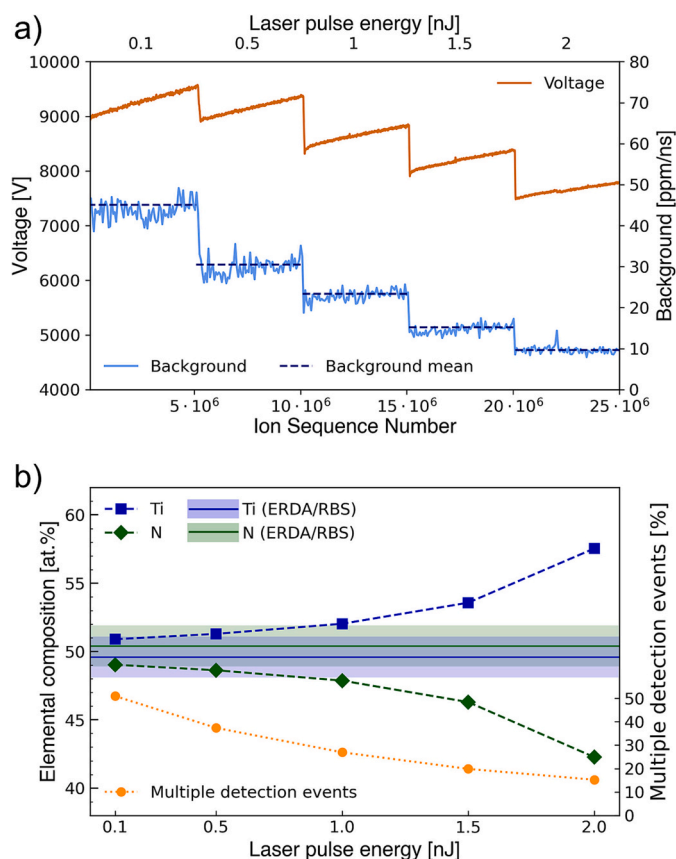 a)
Laser pulse energy [nJ]
0.1 0.5 1 1.5 2
10000
9000
8000
7000
6000
5000
4000
Voltage [V]
Voltage
80
70
60
50
40
30
20
10
0
Background [ppm/ns]
Background Background mean
5·10⁶ 10·10⁶ 15·10⁶ 20·10⁶ 25·10⁶
Ion Sequence Number
b)
Ti Ti (ERDA/RBS)
N N (ERDA/RBS)
60
55
50
45
40
Elemental composition [at.%]
50
40
30
20
10
0
Multiple detection events [%]
Multiple detection events
0.1 0.5 1.0 1.5 2.0
Laser pulse energy [nJ]